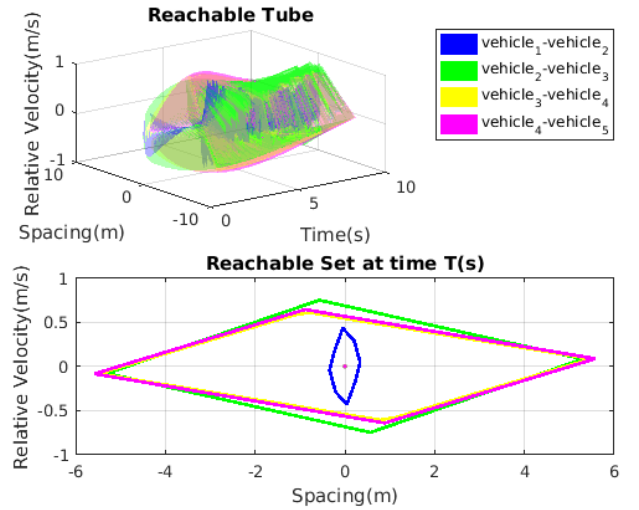 Reachable Tube
Relative Velocity(m/s)
1
0
-1
10
0
-10
Spacing(m)
0
5
10
Time(s)
vehicle₁-vehicle₂
vehicle₂-vehicle₃
vehicle₃-vehicle₄
vehicle₄-vehicle₅
Reachable Set at time T(s)
Relative Velocity(m/s)
1
0.5
0
-0.5
-1
-6
-4
-2
0
2
4
6
Spacing(m)